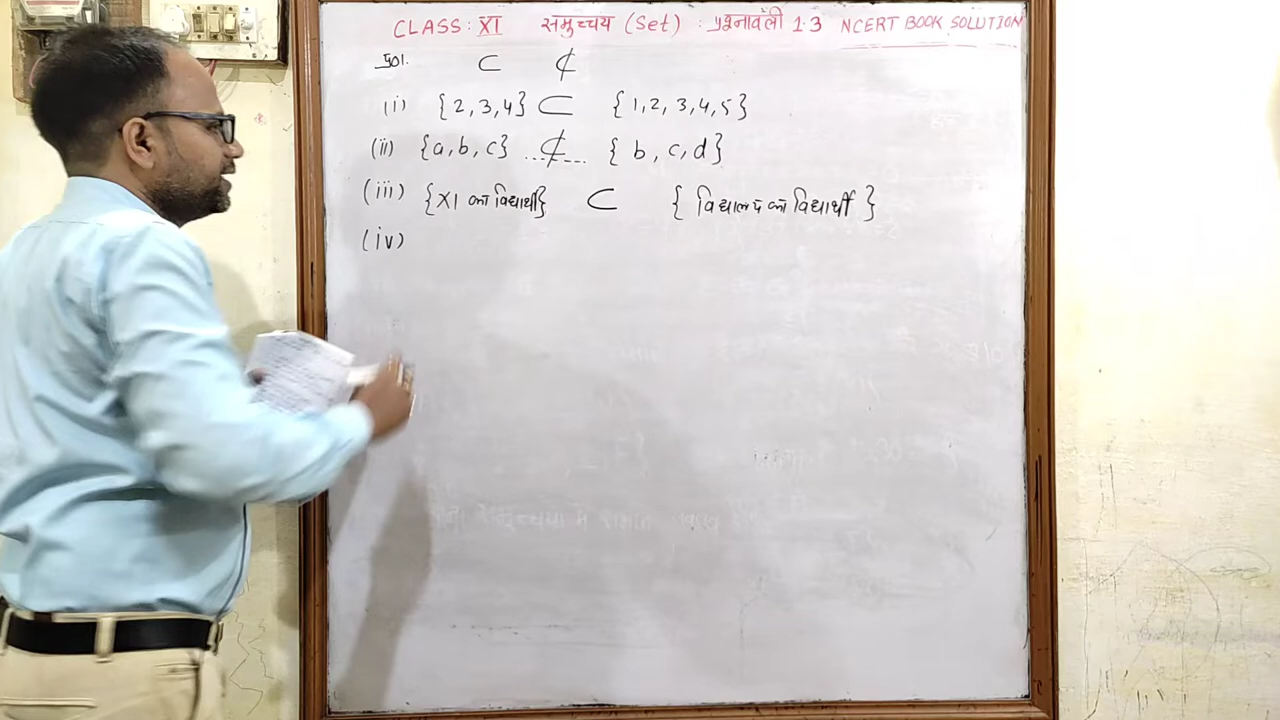 CLASS: XI समुच्चय (Set) : प्रश्नावली 1.3 NCERT BOOK SOLUTION
प्र01. ⊂ ⊄
(i) {2,3,4} ⊂ {1,2,3,4,5}
(ii) {a,b,c} ...⊄... {b,c,d}
(iii) {XI का विद्यार्थी} ⊂ {विद्यालय का विद्यार्थी}
(iv)